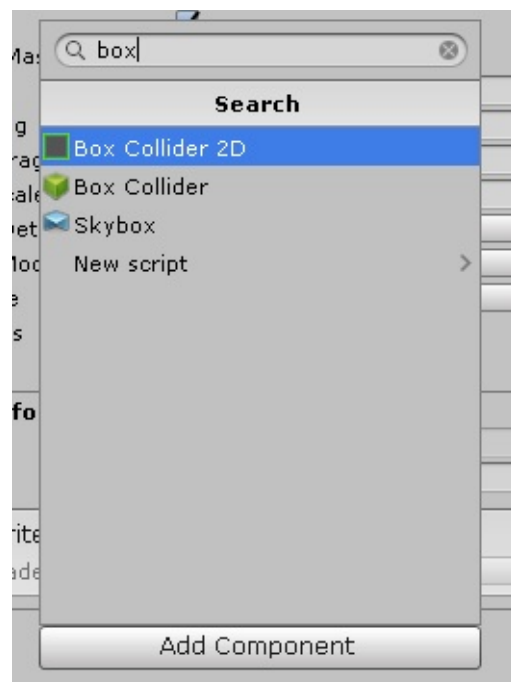 box
Search
Box Collider 2D
Box Collider
Skybox
New script
Add Component